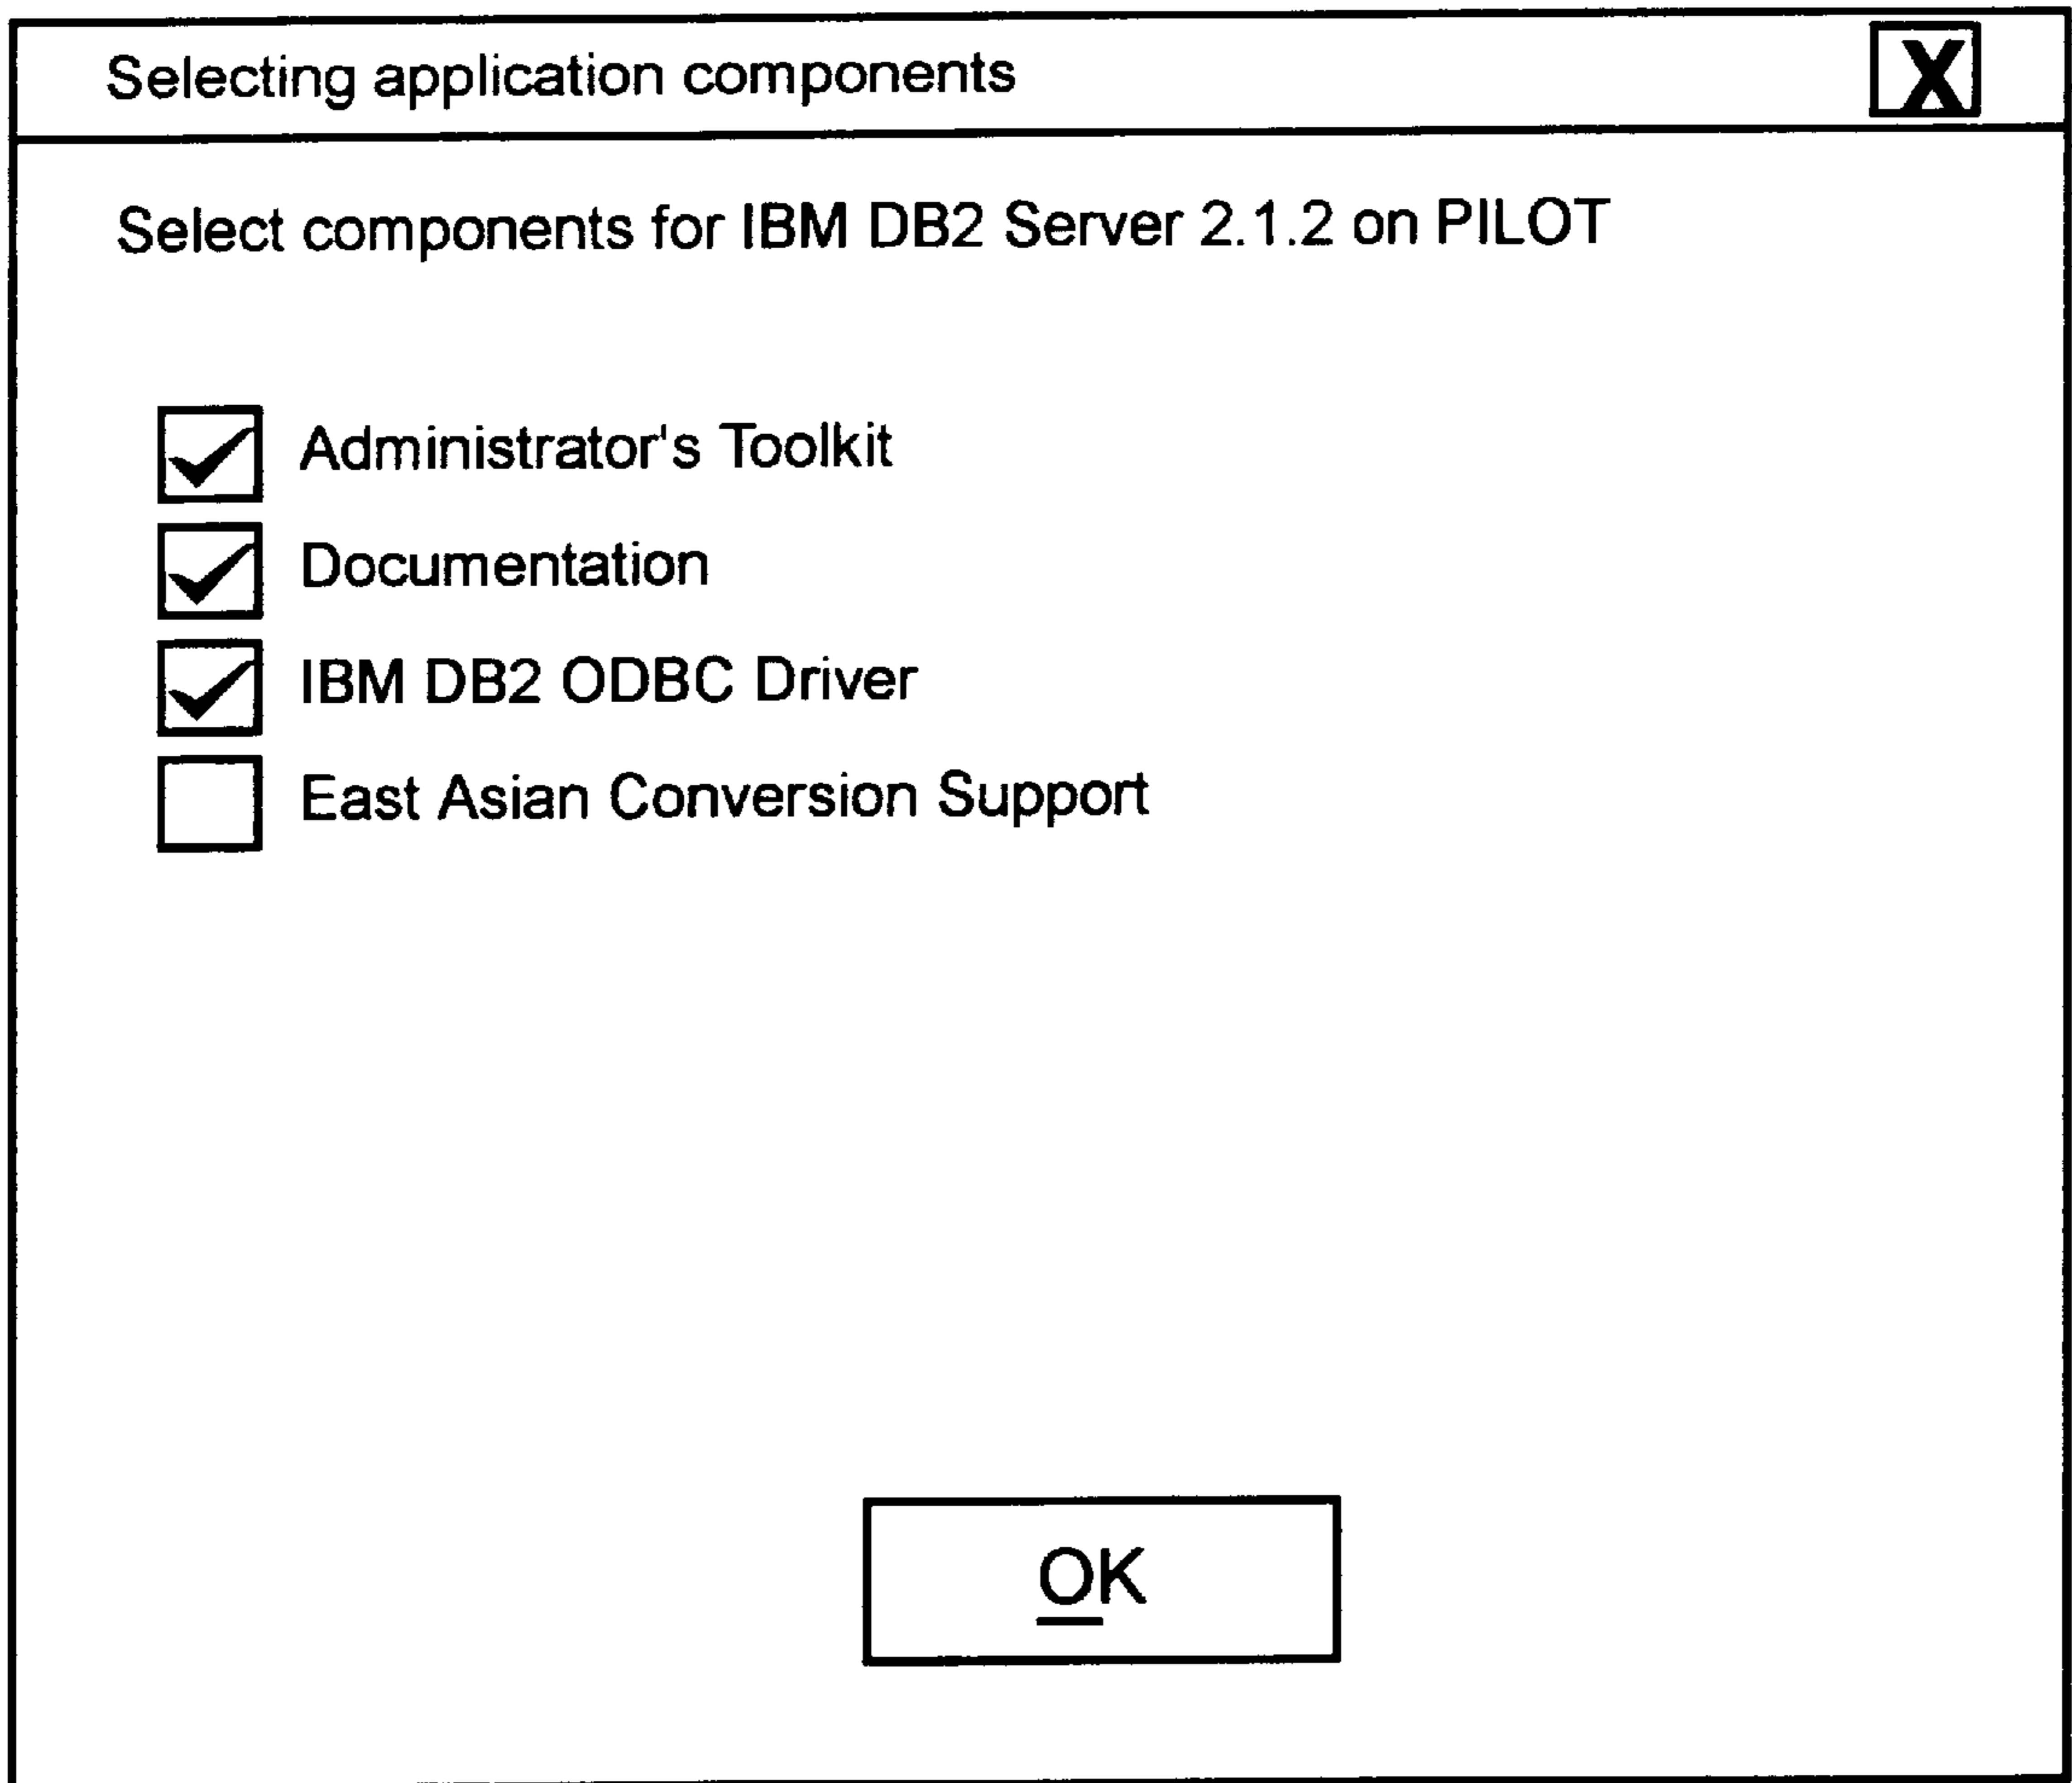 Selecting application components
X
Select components for IBM DB2 Server 2.1.2 on PILOT
Administrator's Toolkit
Documentation
IBM DB2 ODBC Driver
East Asian Conversion Support
OK